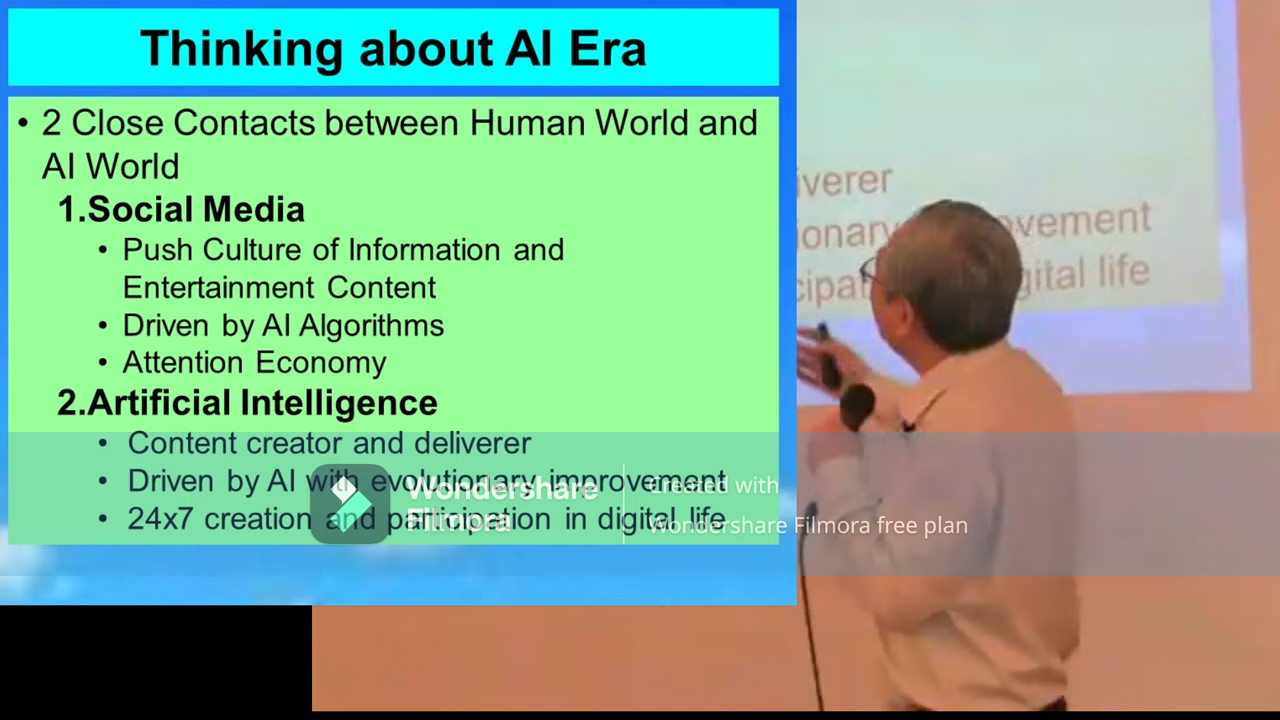 Thinking about AI Era
• 2 Close Contacts between Human World and
AI World
1.Social Media
• Push Culture of Information and
Entertainment Content
• Driven by AI Algorithms
• Attention Economy
2.Artificial Intelligence
• Content creator and deliverer
• Driven by AI with evolutionary improvement
• 24x7 creation and participation in digital life
Wondershare
Filmora
Created with
Wondershare Filmora free plan
iverer
ionary vement
cipat gital life